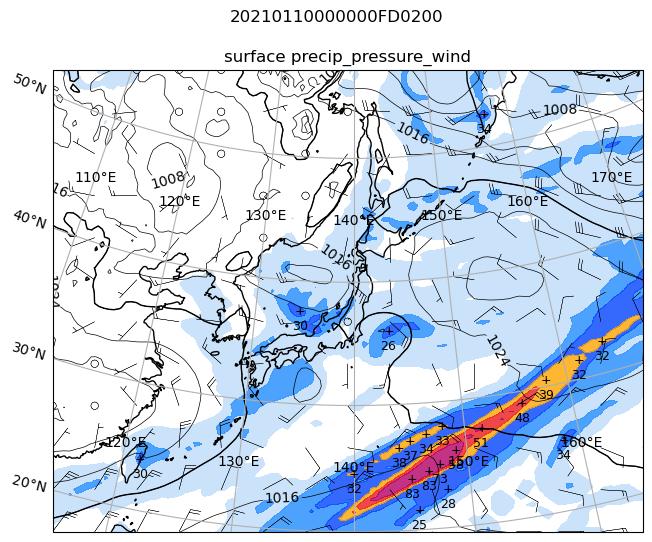 20210110000000FD0200
surface precip_pressure_wind
50°N
34
1008
1016
110°E
1008
170°E
16
120°E
160°E
40°N
130°E
140°E
150°E
1016
30
26
30°N
1024
32
32
39
48
120°E
33
51
160°E
37
34
34
130°E
38
140°E
150°E
30
73
20°N
32
83
83
1016
28
25